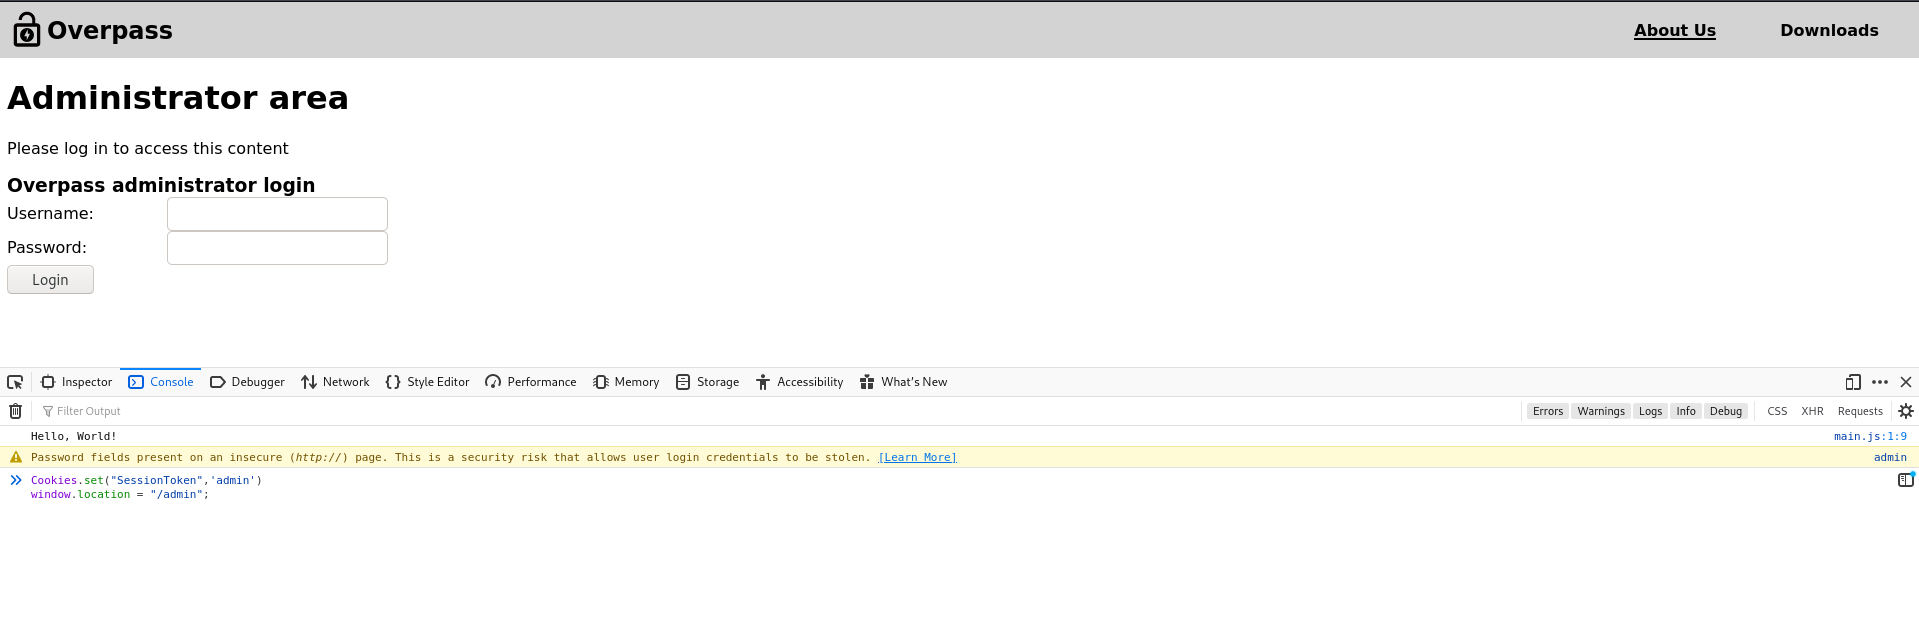 Overpass About Us Downloads
Administrator area
Please log in to access this content
Overpass administrator login
Username:
Password:
Login
Inspector Console Debugger Network Style Editor Performance Memory Storage Accessibility What's New
Filter Output Errors Warnings Logs Info Debug CSS XHR Requests
Hello, World! main.js:1:9
Password fields present on an insecure (http://) page. This is a security risk that allows user login credentials to be stolen. [Learn More] admin
Cookies.set("SessionToken",'admin')
window.location = "/admin";